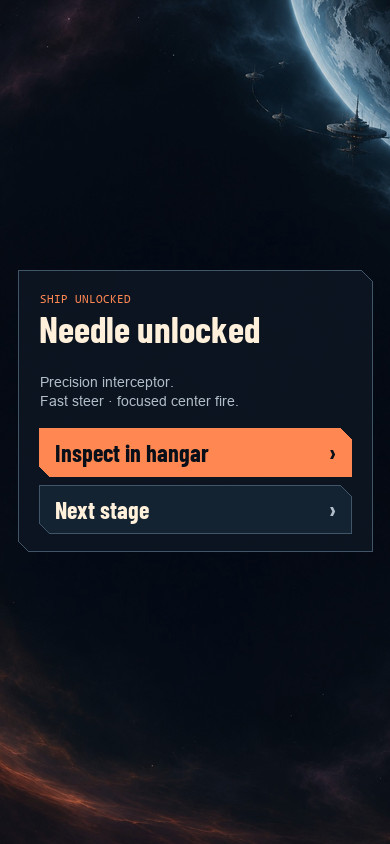 SHIP UNLOCKED
Needle unlocked
Precision interceptor.
Fast steer · focused center fire.
Inspect in hangar ›
Next stage ›